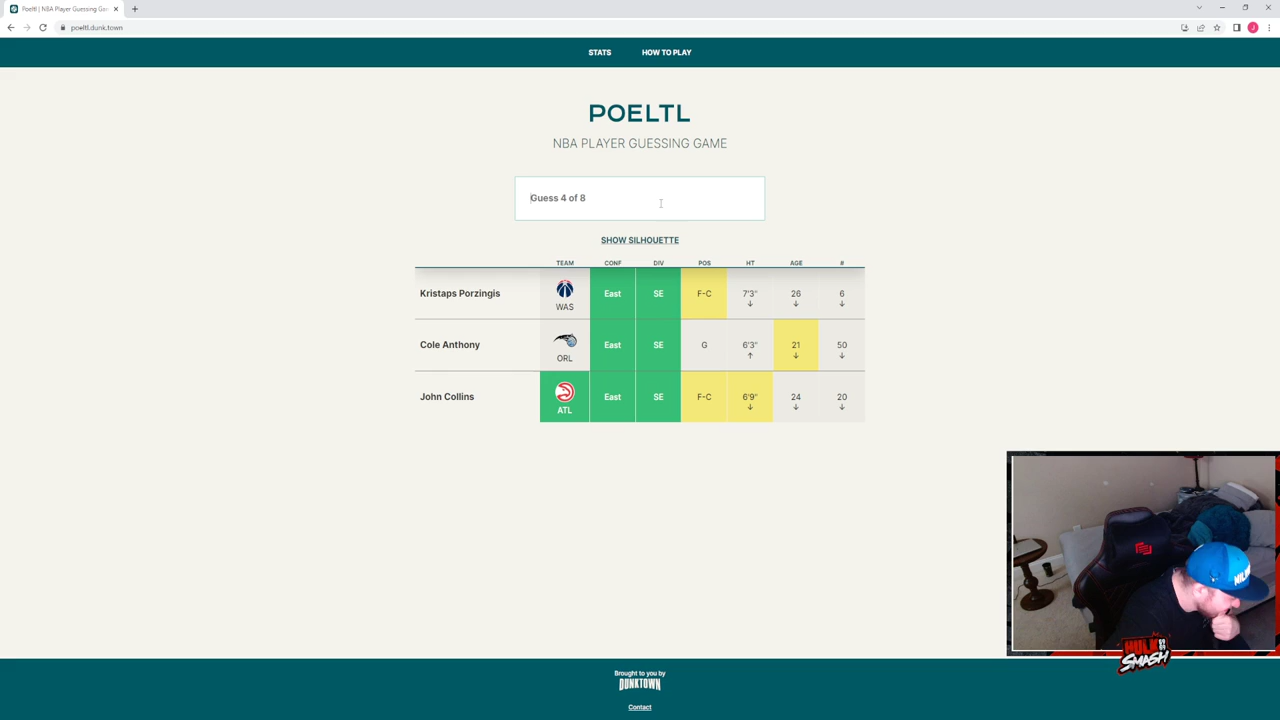 Poeltl | NBA Player Guessing Gam
poeltl.dunk.town
STATS HOW TO PLAY
POELTL
NBA PLAYER GUESSING GAME
Guess 4 of 8
SHOW SILHOUETTE
TEAM CONF DIV POS HT AGE #
Kristaps Porzingis WAS East SE F-C 7'3" ↓ 26 ↓ 6 ↓
Cole Anthony ORL East SE G 6'3" ↑ 21 ↓ 50 ↓
John Collins ATL East SE F-C 6'9" ↓ 24 ↓ 20 ↓
HULK
SMASH
Brought to you by
DUNKTOWN
Contact